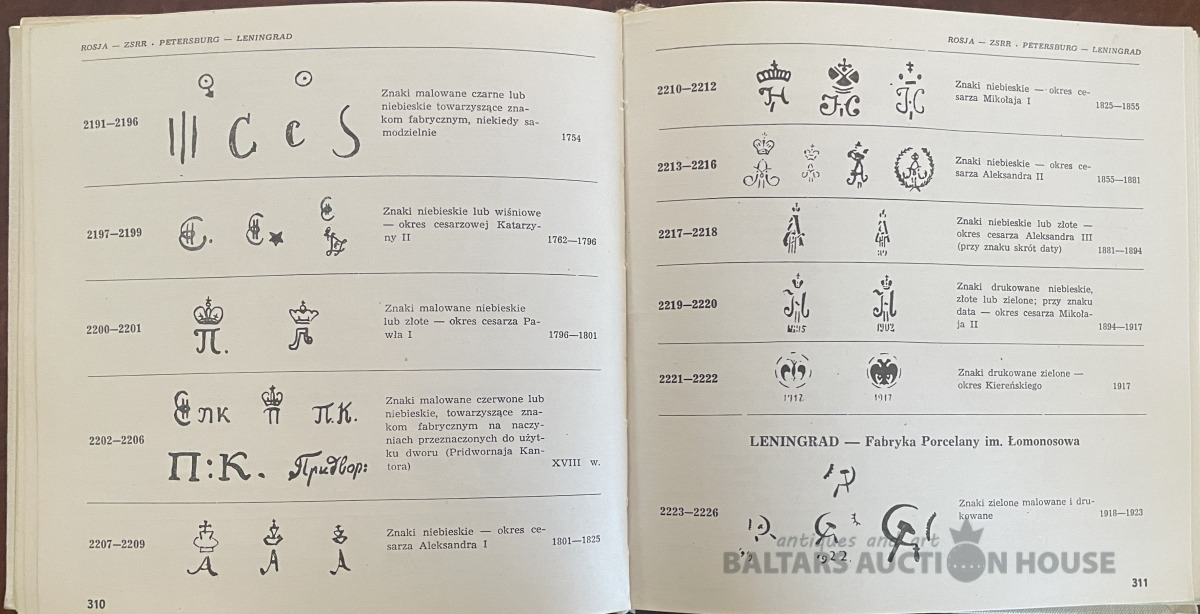 ROSJA — ZSRR . PETERSBURG — LENINGRAD
2191—2196
C c S
Znaki malowane czarne lub
niebieskie towarzyszące zna-
kom fabrycznym, niekiedy sa-
modzielnie
1754
2197—2199
Znaki niebieskie lub wiśniowe
— okres cesarzowej Katarzy-
ny II
1762—1796
2200—2201
П.
Znaki malowane niebieskie
lub złote — okres cesarza Pa-
wła I
1796—1801
2202—2206
ПК П П.К.
П:К. Придвор:
Znaki malowane czerwone lub
niebieskie, towarzyszące zna-
kom fabrycznym na naczy-
niach przeznaczonych do użyt-
ku dworu (Pridwornaja Kan-
tora)
XVIII w.
2207—2209
A A A
Znaki niebieskie — okres ce-
sarza Aleksandra I
1801—1825
310
ROSJA — ZSRR — PETERSBURG — LENINGRAD
2210—2212
Znaki niebieskie — okres ce-
sarza Mikołaja I
1825—1855
2213—2216
Znaki niebieskie — okres ce-
sarza Aleksandra II
1855—1881
2217—2218
Znaki niebieskie lub złote —
okres cesarza Aleksandra III
(przy znaku skrót daty)
1881—1894
2219—2220
1902
Znaki drukowane niebieskie,
złote lub zielone; przy znaku
data — okres cesarza Mikoła-
ja II
1894—1917
2221—2222
1917 1917
Znaki drukowane zielone —
okres Kiereńskiego
1917
LENINGRAD — Fabryka Porcelany im. Łomonosowa
2223—2226
1922.
Znaki zielone malowane i dru-
kowane
1918—1923
antiques and art
BALTARS AUCTION HOUSE
311